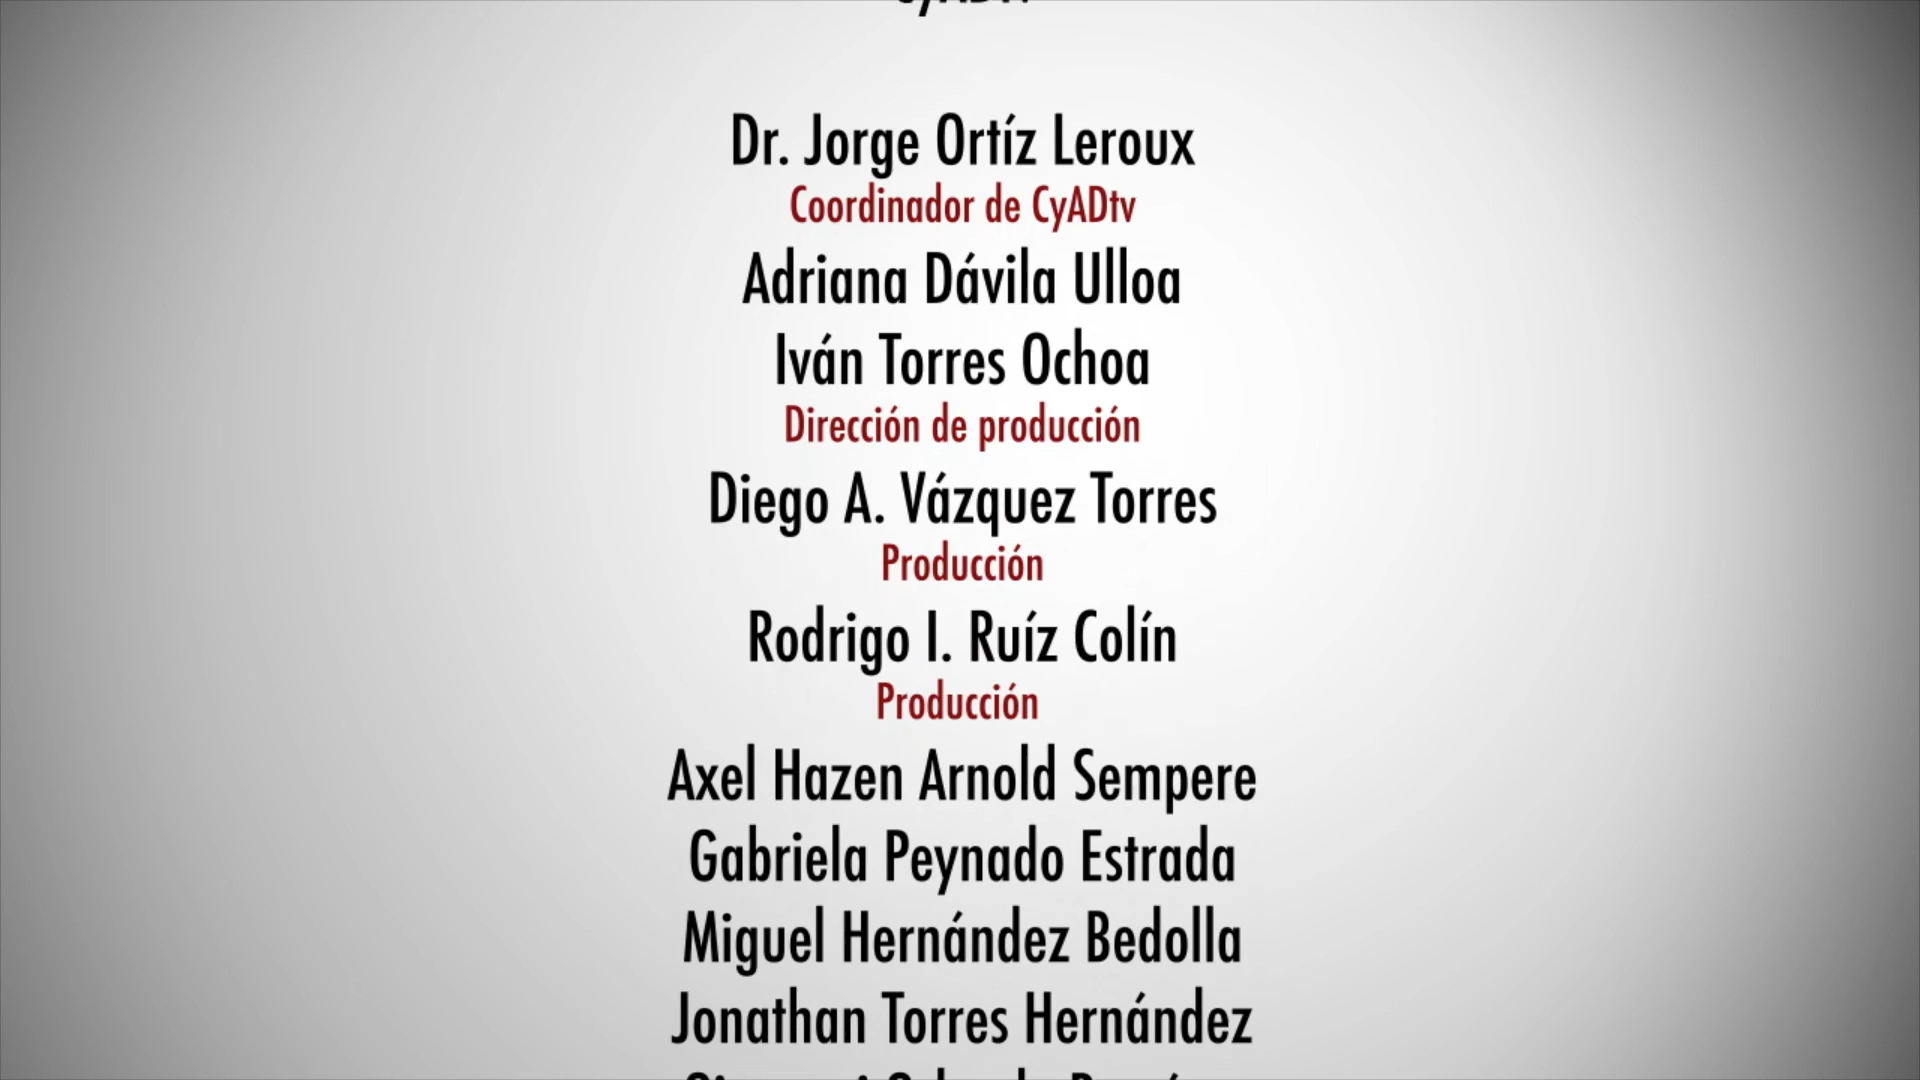 Dr. Jorge Ortíz Leroux
Coordinador de CyADtv
Adriana Dávila Ulloa
Iván Torres Ochoa
Dirección de producción
Diego A. Vázquez Torres
Producción
Rodrigo I. Ruíz Colín
Producción
Axel Hazen Arnold Sempere
Gabriela Peynado Estrada
Miguel Hernández Bedolla
Jonathan Torres Hernández